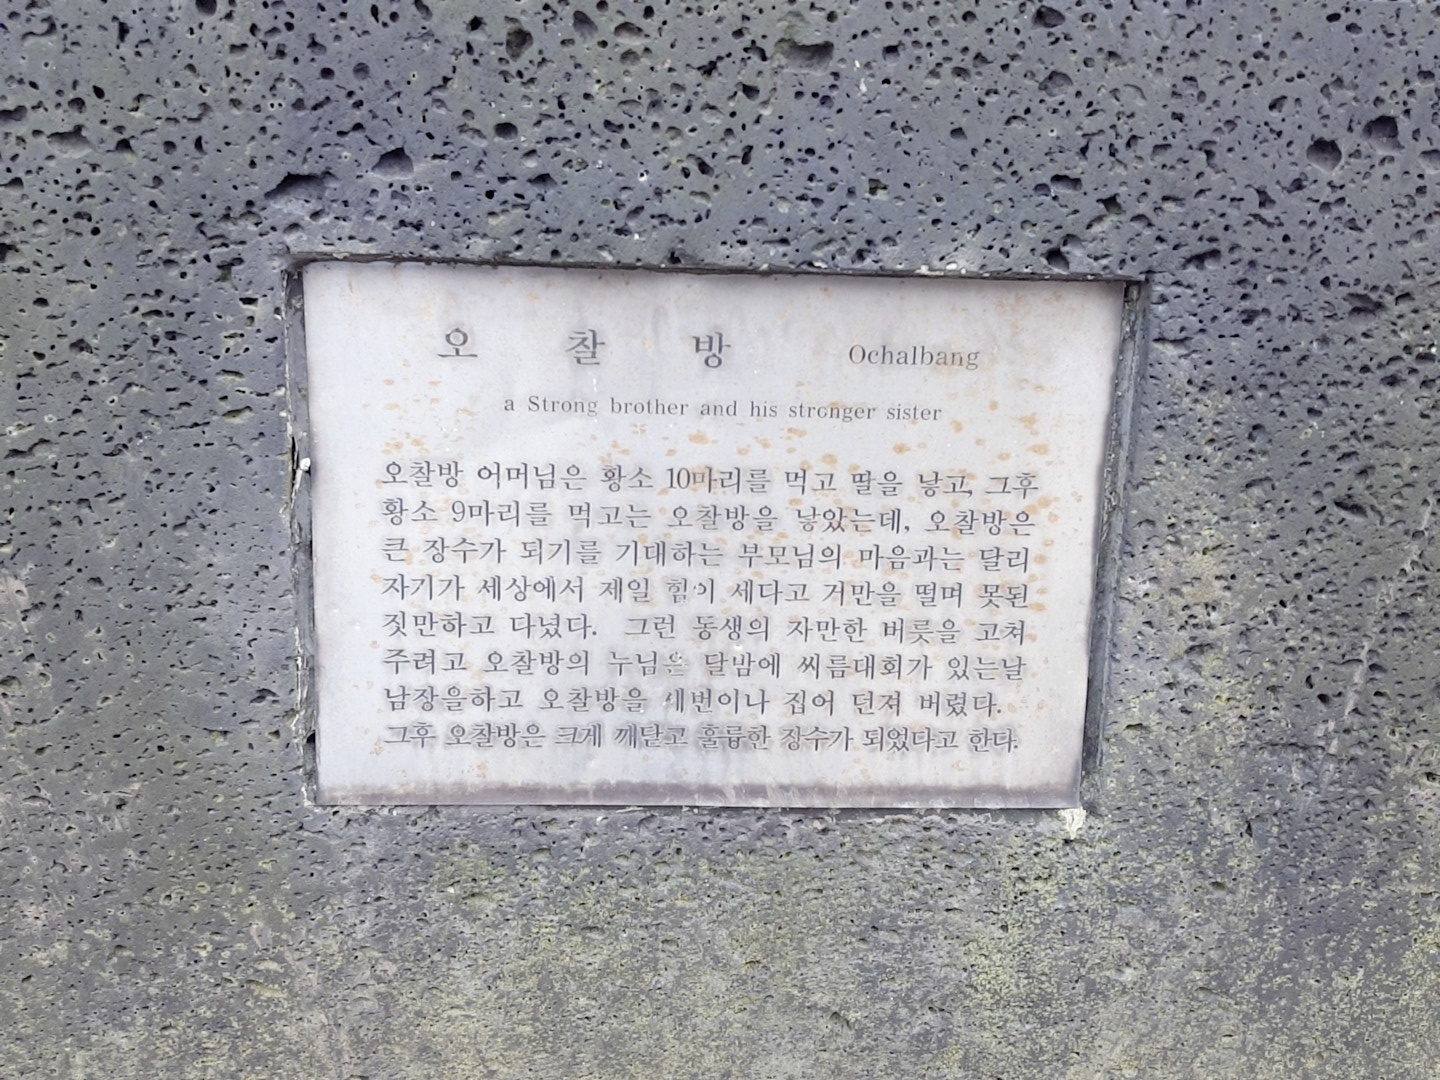 오 찰 방 Ochalbang
a Strong brother and his stronger sister
오찰방 어머님은 황소 10마리를 먹고 딸을 낳고, 그후
황소 9마리를 먹고는 오찰방을 낳았는데, 오찰방은
큰 장수가 되기를 기대하는 부모님의 마음과는 달리
자기가 세상에서 제일 힘이 세다고 거만을 떨며 못된
짓만하고 다녔다. 그런 동생의 자만한 버릇을 고쳐
주려고 오찰방의 누님은 달밤에 씨름대회가 있는날
남장을하고 오찰방을 세번이나 집어 던져 버렸다.
그후 오찰방은 크게 깨닫고 훌륭한 장수가 되었다고 한다.